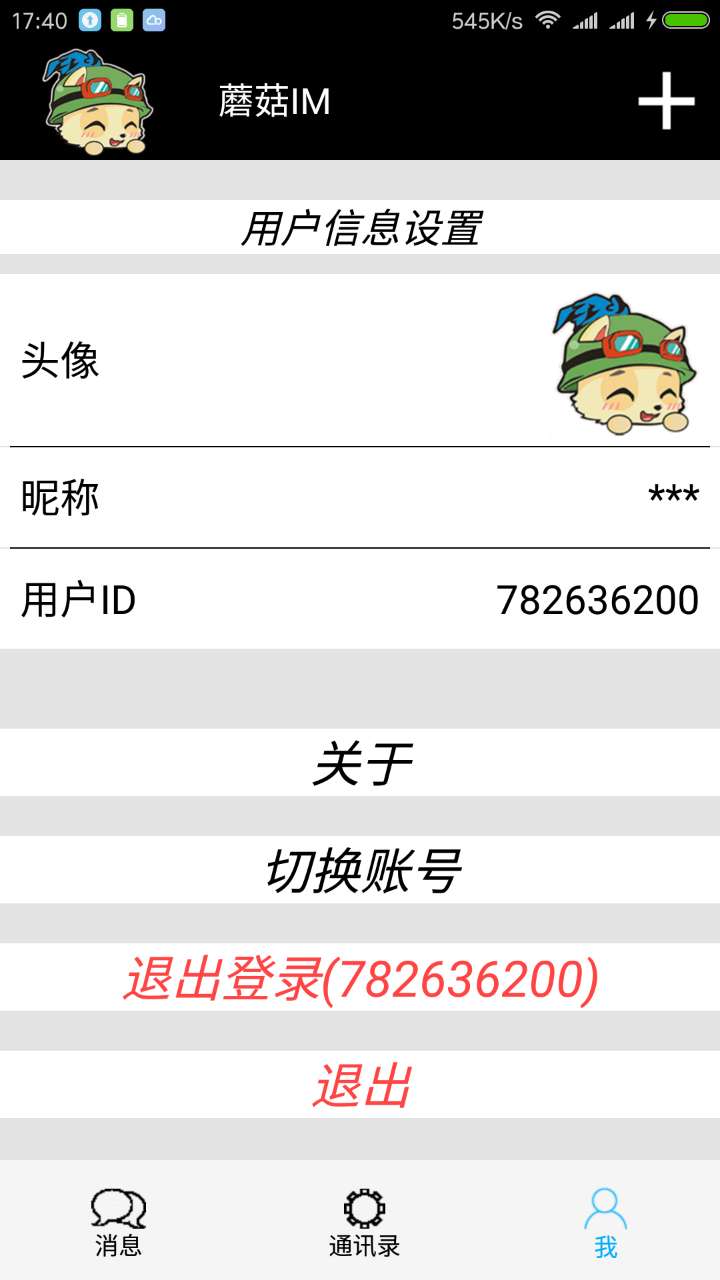 17:40 545K/s
蘑菇IM
用户信息设置
头像
昵称 ***
用户ID 782636200
关于
切换账号
退出登录(782636200)
退出
消息 通讯录 我